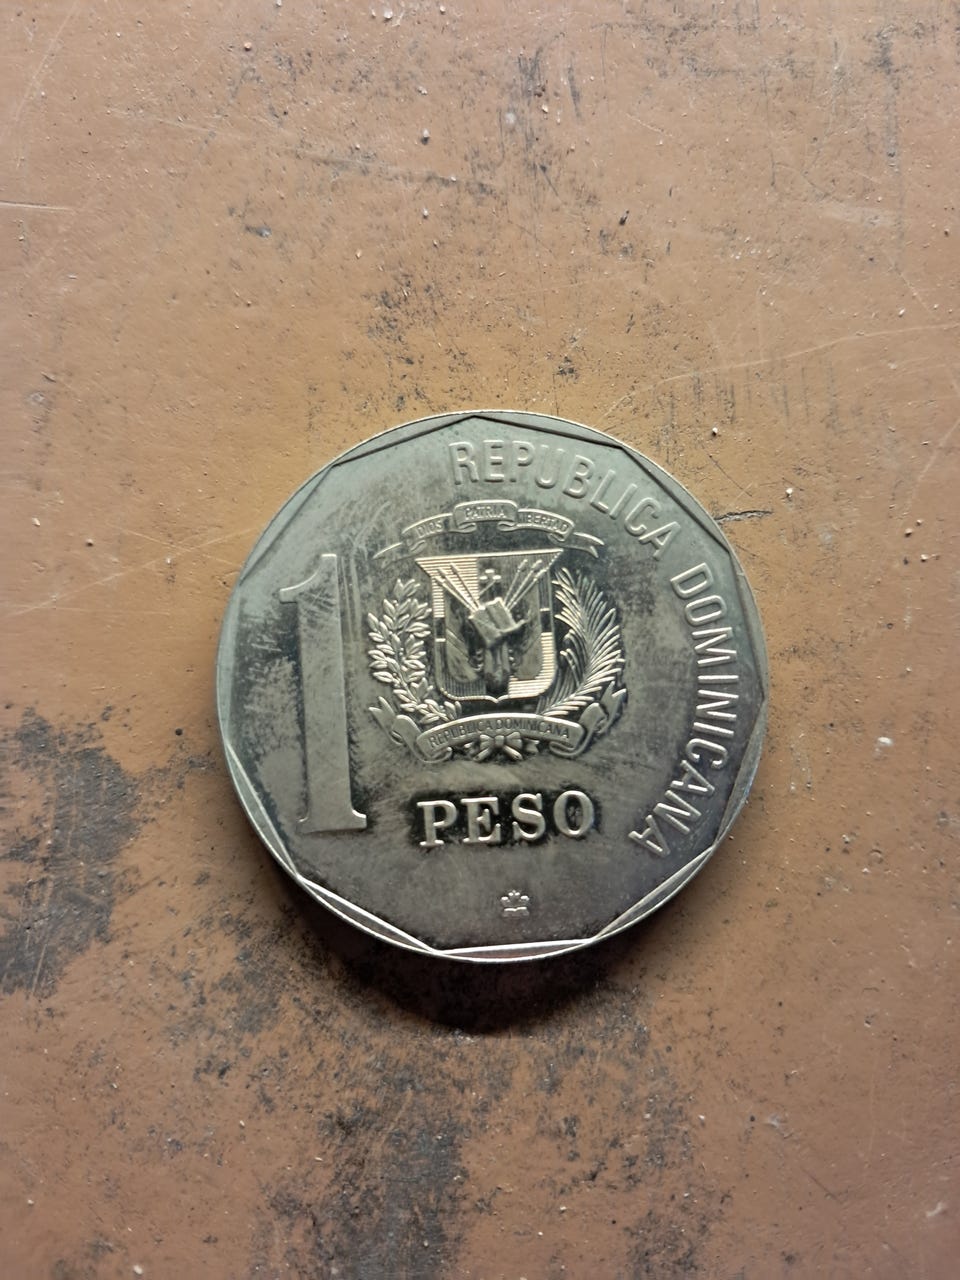 REPUBLICA DOMINICANA
DIOS PATRIA LIBERTAD
1
REPUBLICA DOMINICANA
PESO